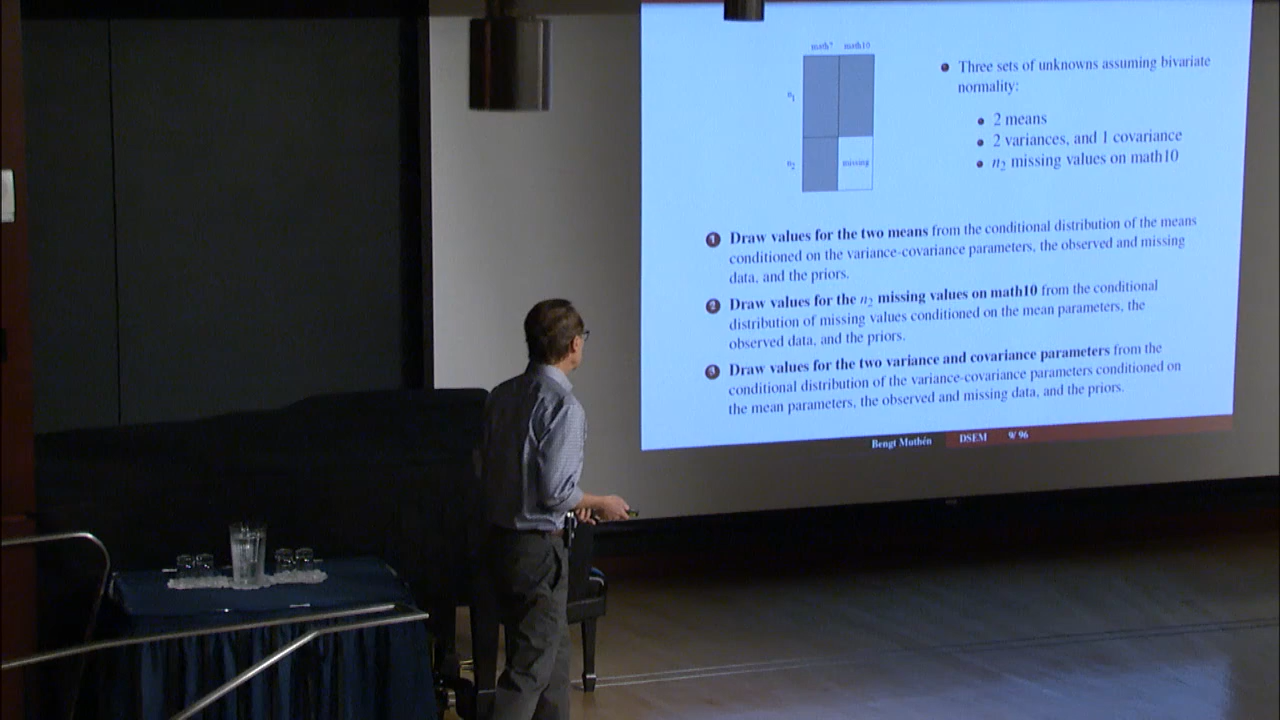 math7 math10
n1
n2 missing
Three sets of unknowns assuming bivariate
normality:
2 means
2 variances, and 1 covariance
n2 missing values on math10
1 Draw values for the two means from the conditional distribution of the means
conditioned on the variance-covariance parameters, the observed and missing
data, and the priors.
2 Draw values for the n2 missing values on math10 from the conditional
distribution of missing values conditioned on the mean parameters, the
observed data, and the priors.
3 Draw values for the two variance and covariance parameters from the
conditional distribution of the variance-covariance parameters conditioned on
the mean parameters, the observed and missing data, and the priors.
Bengt Muthén DSEM 9/ 96